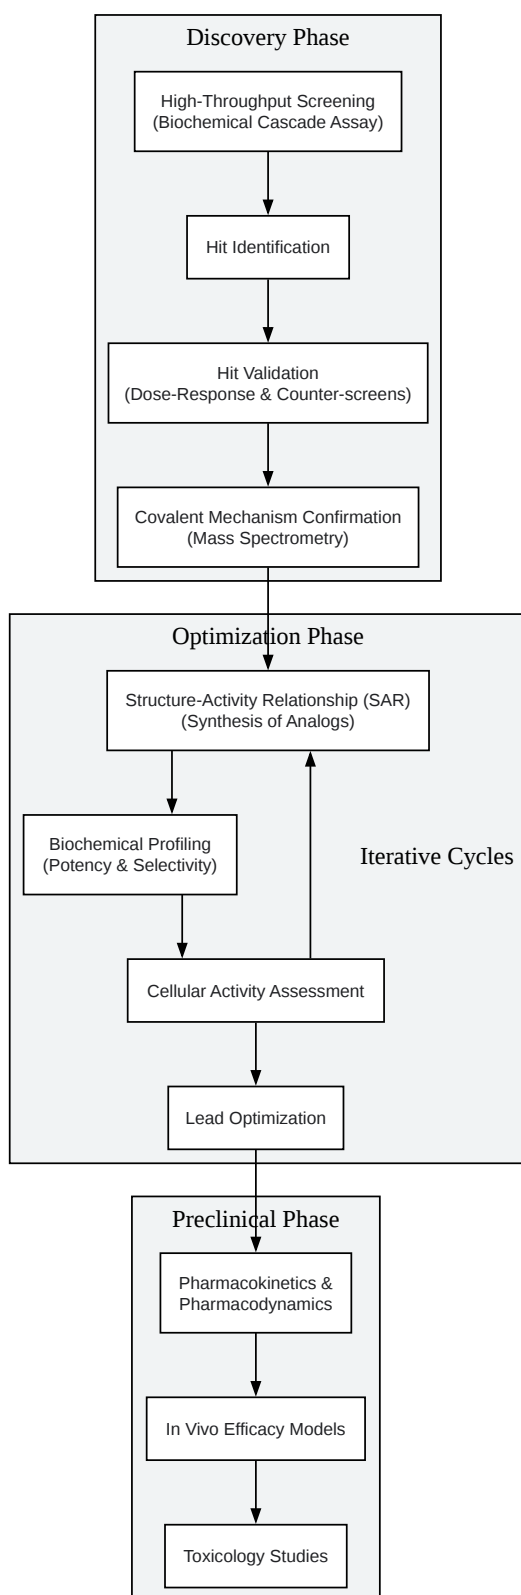 Discovery Phase
High-Throughput Screening
(Biochemical Cascade Assay)
Hit Identification
Hit Validation
(Dose-Response & Counter-screens)
Covalent Mechanism Confirmation
(Mass Spectrometry)
Optimization Phase
Structure-Activity Relationship (SAR)
(Synthesis of Analogs)
Biochemical Profiling
(Potency & Selectivity)
Iterative Cycles
Cellular Activity Assessment
Lead Optimization
Preclinical Phase
Pharmacokinetics &
Pharmacodynamics
In Vivo Efficacy Models
Toxicology Studies